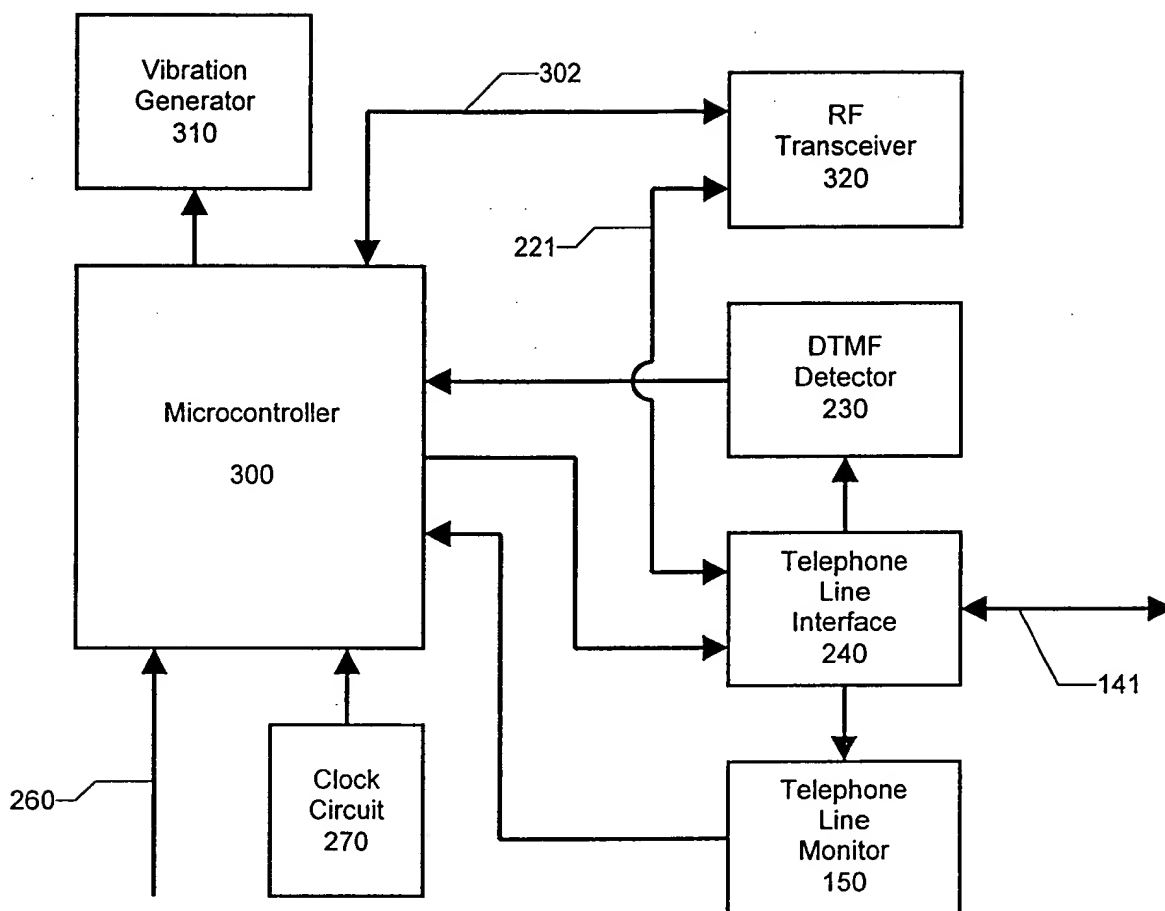 Vibration
Generator
310
302
RF
Transceiver
320
221
DTMF
Detector
230
Microcontroller
300
Telephone
Line
Interface
240
141
260
Clock
Circuit
270
Telephone
Line
Monitor
150